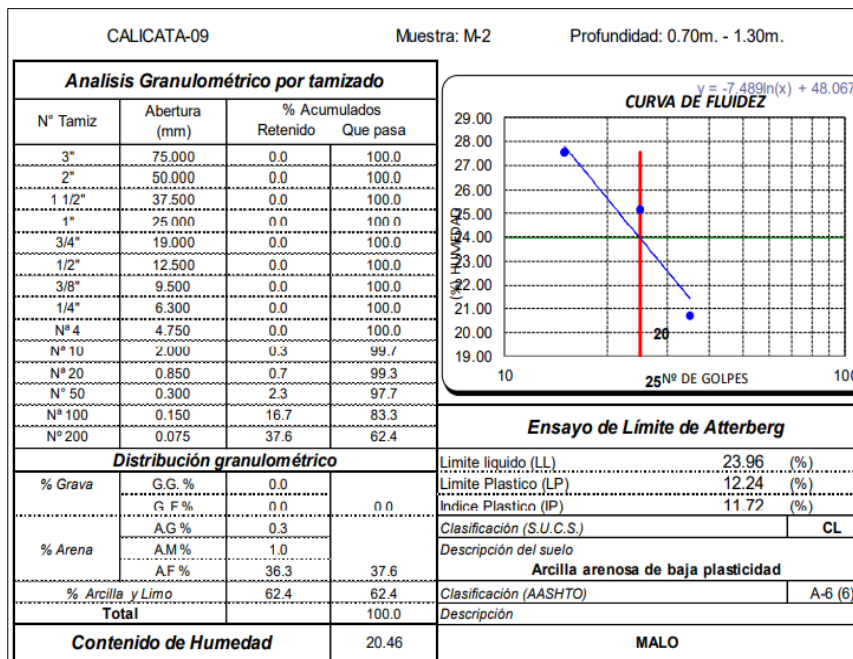 CALICATA-09 Muestra: M-2 Profundidad: 0.70m. - 1.30m.
Analisis Granulométrico por tamizado
N° Tamiz Abertura (mm) % Acumulados
Retenido Que pasa
3" 75.000 0.0 100.0
2" 50.000 0.0 100.0
1 1/2" 37.500 0.0 100.0
1" 25.000 0.0 100.0
3/4" 19.000 0.0 100.0
1/2" 12.500 0.0 100.0
3/8" 9.500 0.0 100.0
1/4" 6.300 0.0 100.0
Nª 4 4.750 0.0 100.0
Nª 10 2.000 0.3 99.7
Nª 20 0.850 0.7 99.3
N° 50 0.300 2.3 97.7
Nª 100 0.150 16.7 83.3
Nº 200 0.075 37.6 62.4
Distribución granulométrico
% Grava G.G. % 0.0
G. F % 0.0 0.0
A.G % 0.3
% Arena A.M % 1.0
A.F % 36.3 37.6
% Arcilla y Limo 62.4 62.4
Total 100.0
Contenido de Humedad 20.46
y = -7.489ln(x) + 48.067
CURVA DE FLUIDEZ
29.00
28.00
27.00
26.00
25.00
24.00
23.00
22.00
21.00
20.00
19.00
(%) HUMEDAD
20
10 100
25 Nº DE GOLPES
Ensayo de Límite de Atterberg
Limite liquido (LL) 23.96 (%)
Limite Plastico (LP) 12.24 (%)
Indice Plastico (IP) 11.72 (%)
Clasificación (S.U.C.S.) CL
Descripción del suelo
Arcilla arenosa de baja plasticidad
Clasificación (AASHTO) A-6 (6)
Descripción
MALO